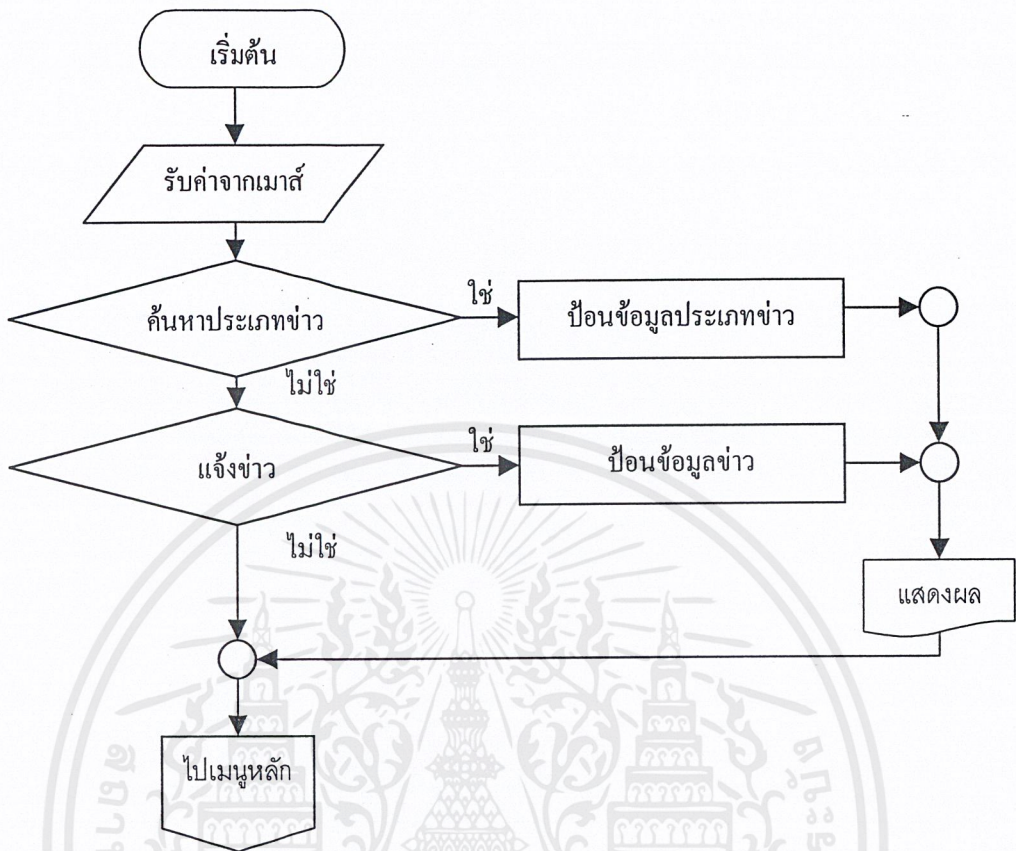 เริ่มต้น
รับค่าจากเมาส์
ค้นหาประเภทข่าว
ใช่
ป้อนข้อมูลประเภทข่าว
ไม่ใช่
แจ้งข่าว
ใช่
ป้อนข้อมูลข่าว
ไม่ใช่
แสดงผล
ไปเมนูหลัก